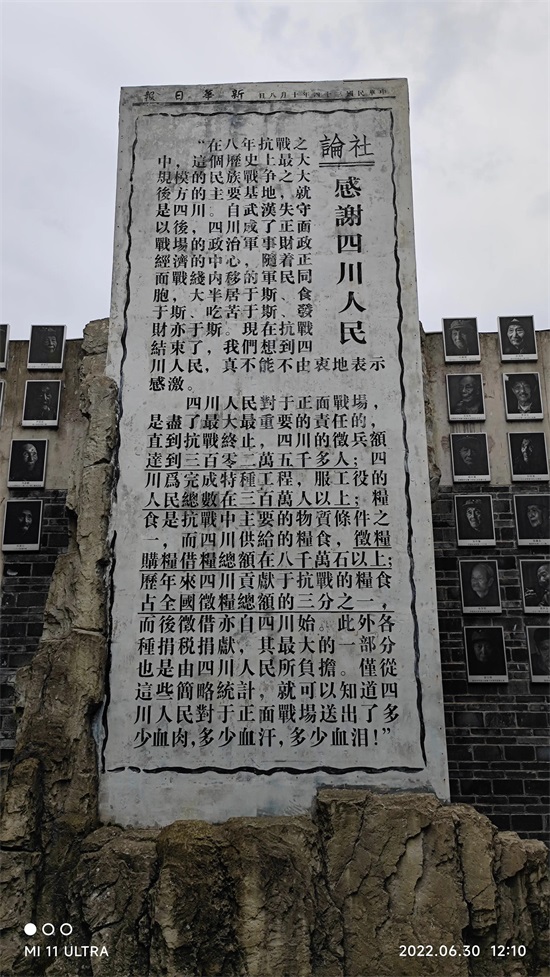 中華民國三十四年十月八日
新華日報
社論
感謝四川人民
“在八年抗戰之
中，這個歷史上最大
規模的民族戰争之大
後方的主要基地，就
是四川。自武漢失守
以後，四川成了正面
戰場的政治軍事財政
經濟的中心，隨着正
面戰綫内移的軍民同
胞，大半居于斯、食
于斯、吃苦于斯、發
財亦于斯。現在抗戰
結束了，我們想到四
川人民，真不能不由衷地表示
感激。
四川人民對于正面戰場，
是盡了最大最重要的責任的，
直到抗戰終止，四川的徵兵額
達到三百零二萬五千多人；四
川爲完成特種工程，服工役的
人民總數在三百萬人以上；糧
食是抗戰中主要的物質條件之
一，而四川供給的糧食，徵糧
購糧借糧總額在八千萬石以上；
歷年來四川貢獻于抗戰的糧食
占全國徵糧總額的三分之一，
而後徵借亦自四川始。此外各
種捐税捐獻，其最大的一部分
也是由四川人民所負擔。僅從
這些簡略統計，就可以知道四
川人民對于正面戰場送出了多
少血肉，多少血汗，多少血泪！”
MI 11 ULTRA
2022.06.30 12:10